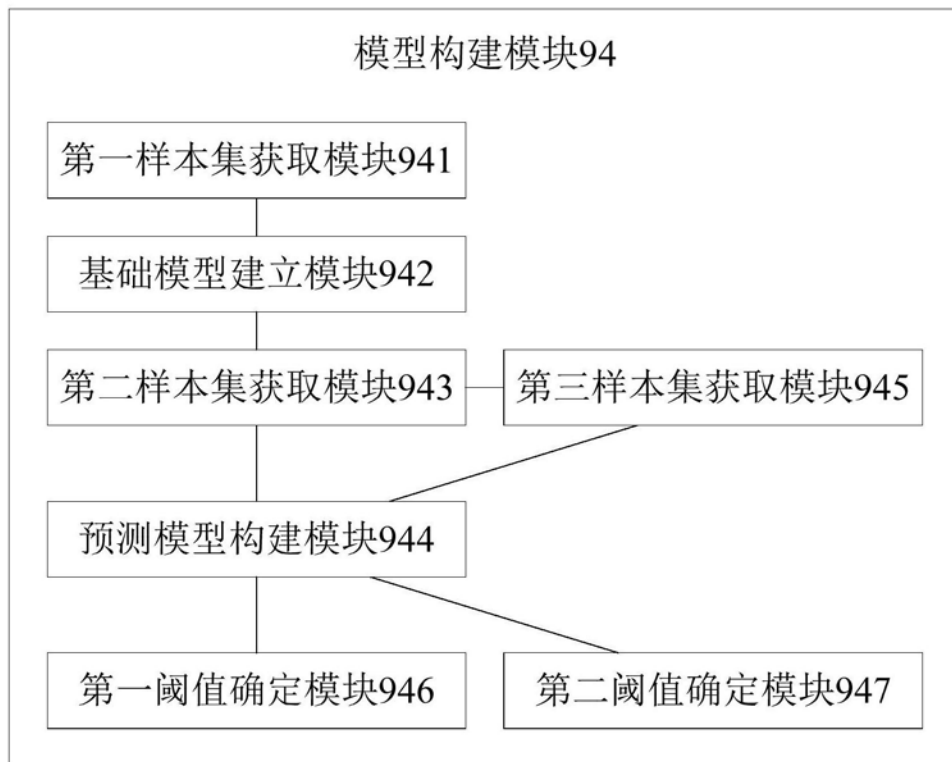 模型构建模块94
第一样本集获取模块941
基础模型建立模块942
第二样本集获取模块943
第三样本集获取模块945
预测模型构建模块944
第一阈值确定模块946
第二阈值确定模块947